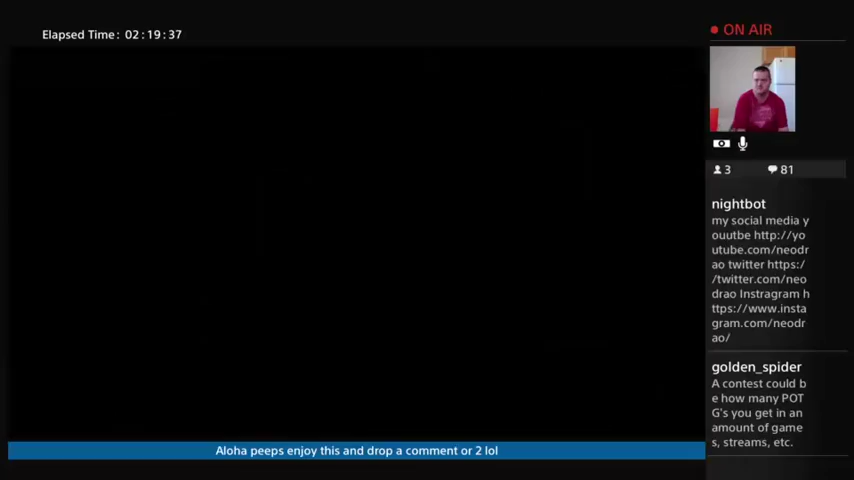 Elapsed Time: 02:19:37
ON AIR
3 81
nightbot
my social media y
ouutbe http://yo
utube.com/neodr
ao twitter https:/
/twitter.com/neo
drao Instragram h
ttps://www.insta
gram.com/neodr
ao/
golden_spider
A contest could b
e how many POT
G's you get in an
amount of game
s, streams, etc.
Aloha peeps enjoy this and drop a comment or 2 lol